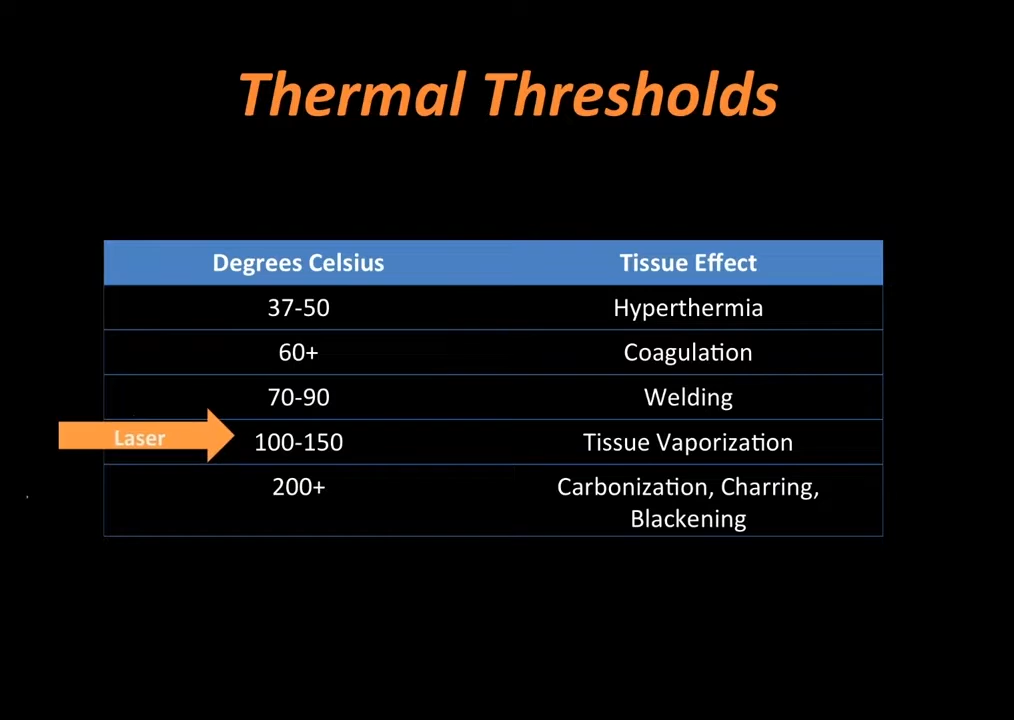 Thermal Thresholds
Degrees Celsius Tissue Effect
37-50 Hyperthermia
60+ Coagulation
70-90 Welding
Laser 100-150 Tissue Vaporization
200+ Carbonization, Charring,
Blackening